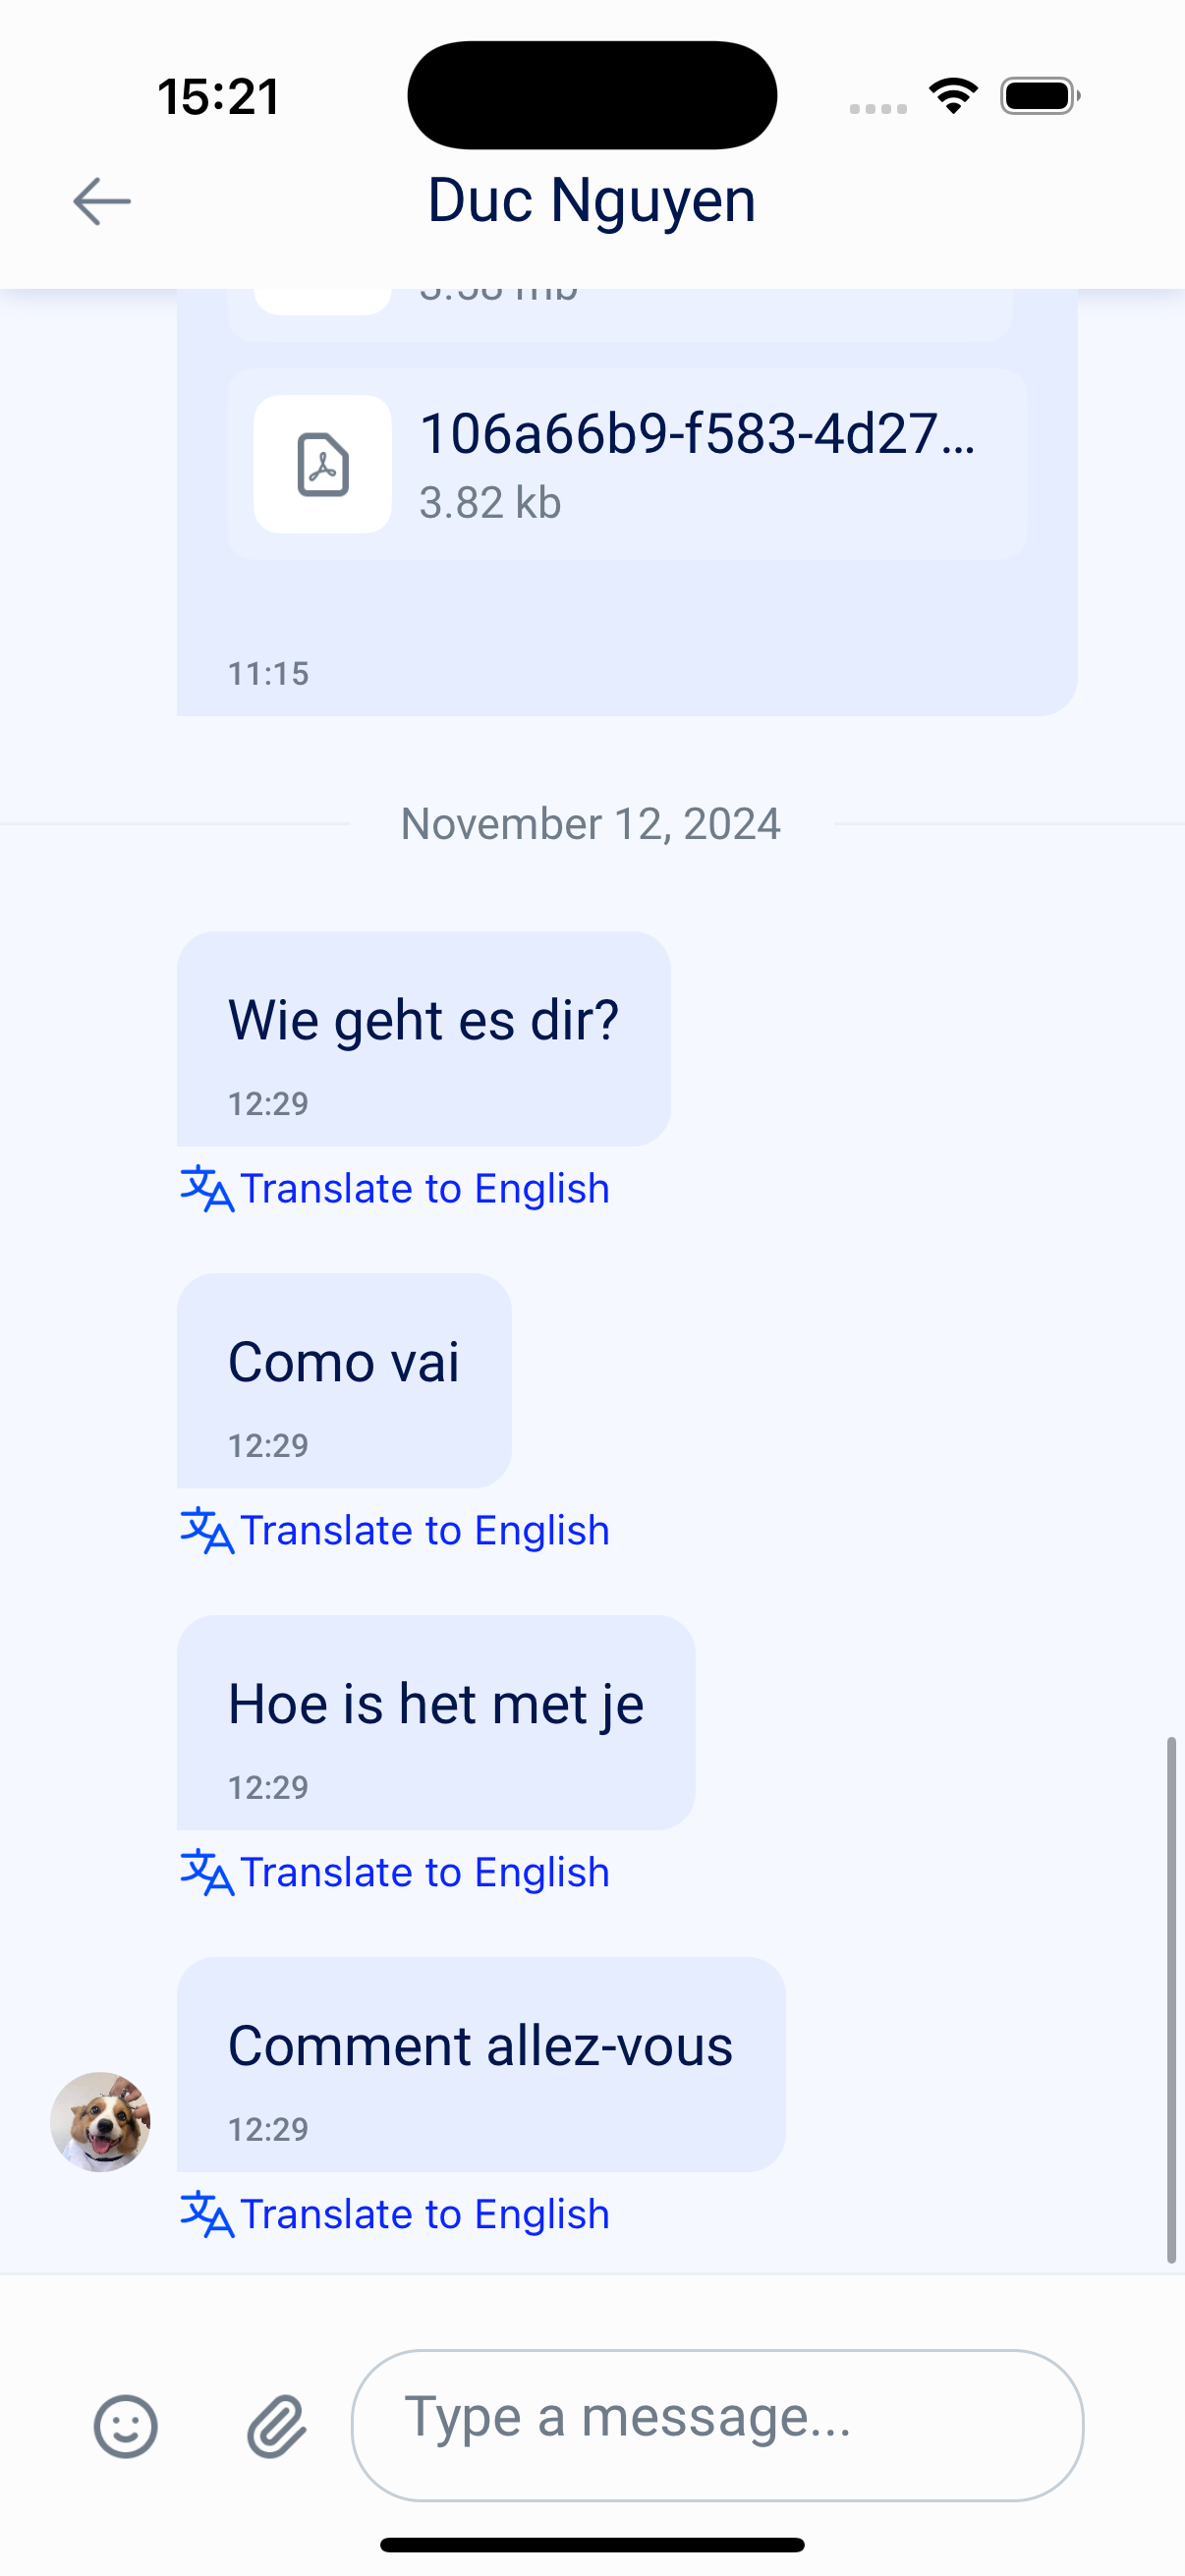 15:21
Duc Nguyen
106a66b9-f583-4d27...
3.82 kb
11:15
November 12, 2024
Wie geht es dir?
12:29
Translate to English
Como vai
12:29
Translate to English
Hoe is het met je
12:29
Translate to English
Comment allez-vous
12:29
Translate to English
Type a message...